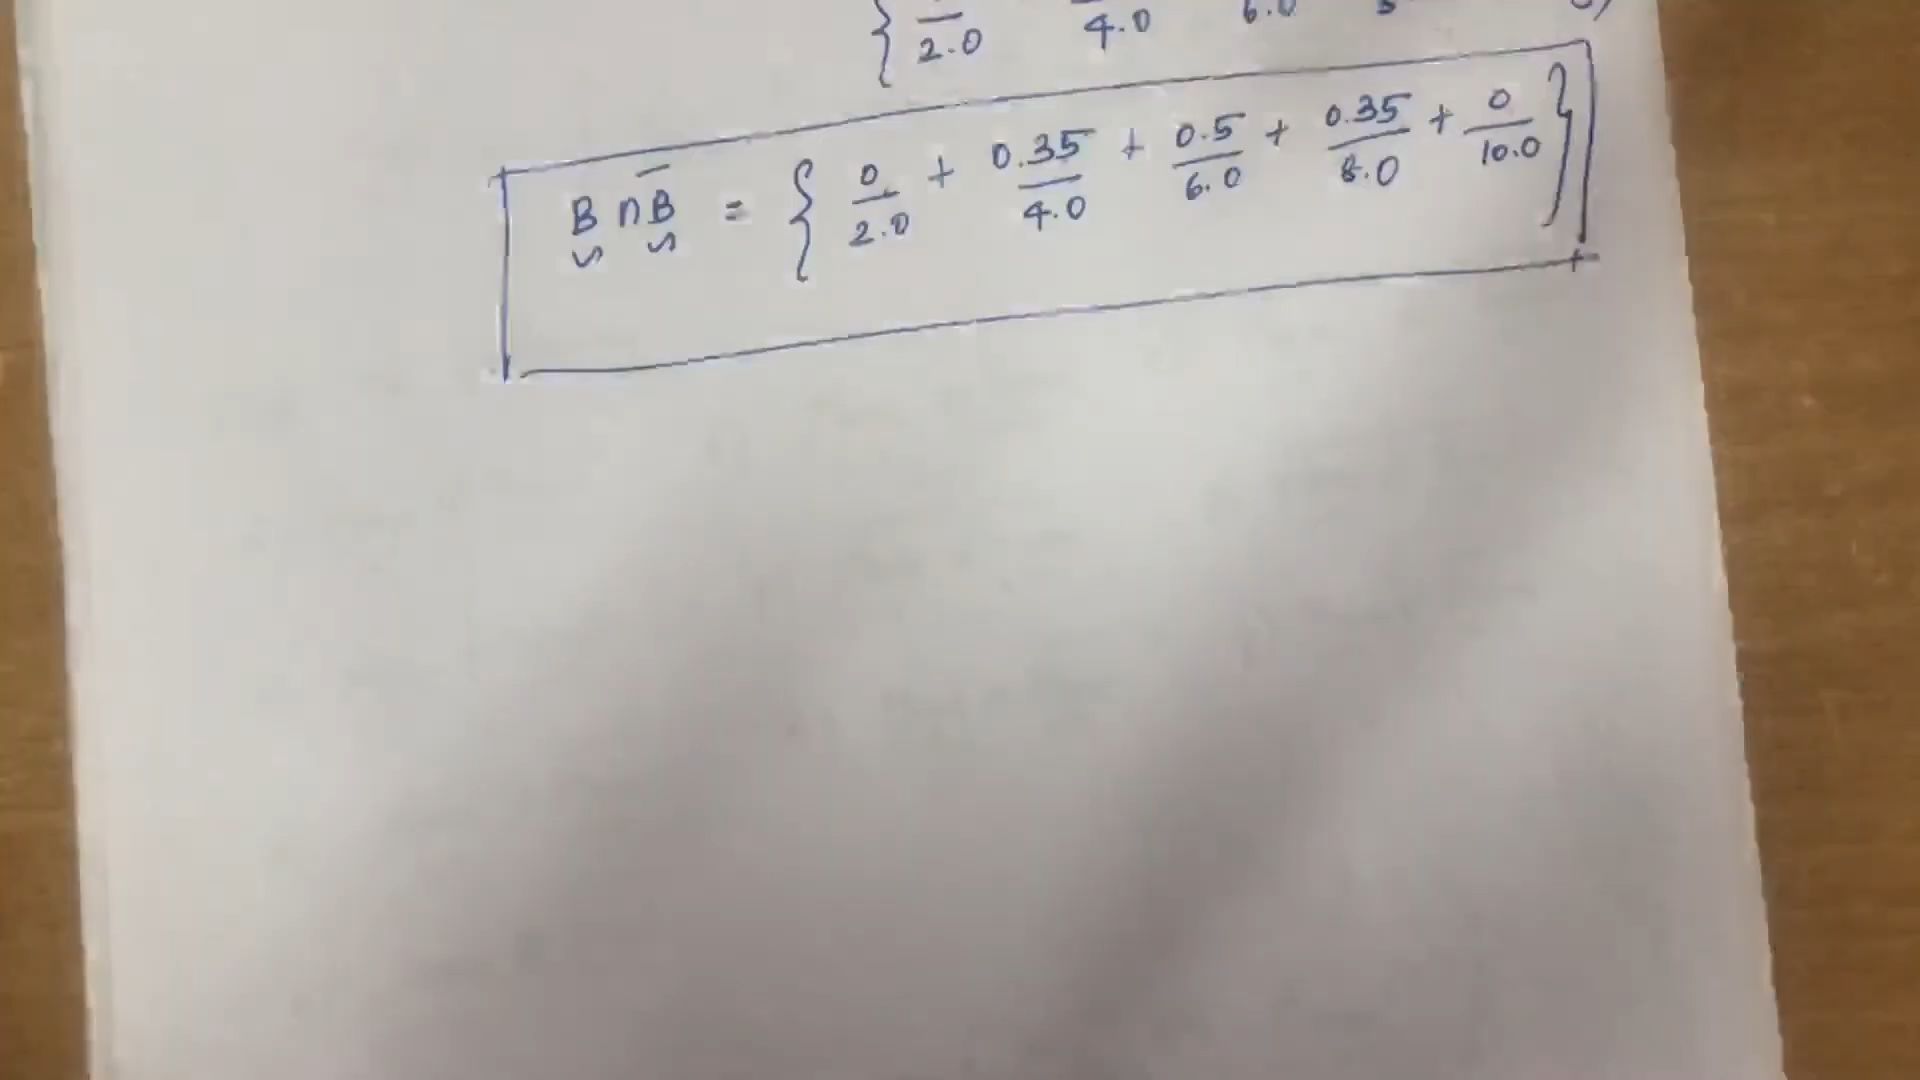 { 2.0 4.0 6.0
B ∩ B̅ = { 0/2.0 + 0.35/4.0 + 0.5/6.0 + 0.35/8.0 + 0/10.0 }